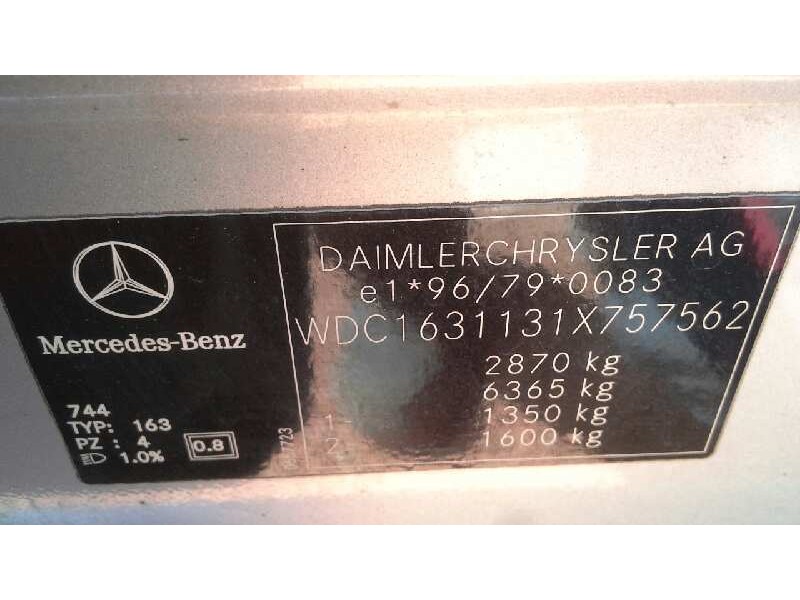 Mercedes-Benz
744
TYP: 163
PZ : 4
1.0%
0.8
DAIMLERCHRYSLER AG
e1*96/79*0083
WDC1631131X757562
2870 kg
6365 kg
1- 1350 kg
2 1600 kg